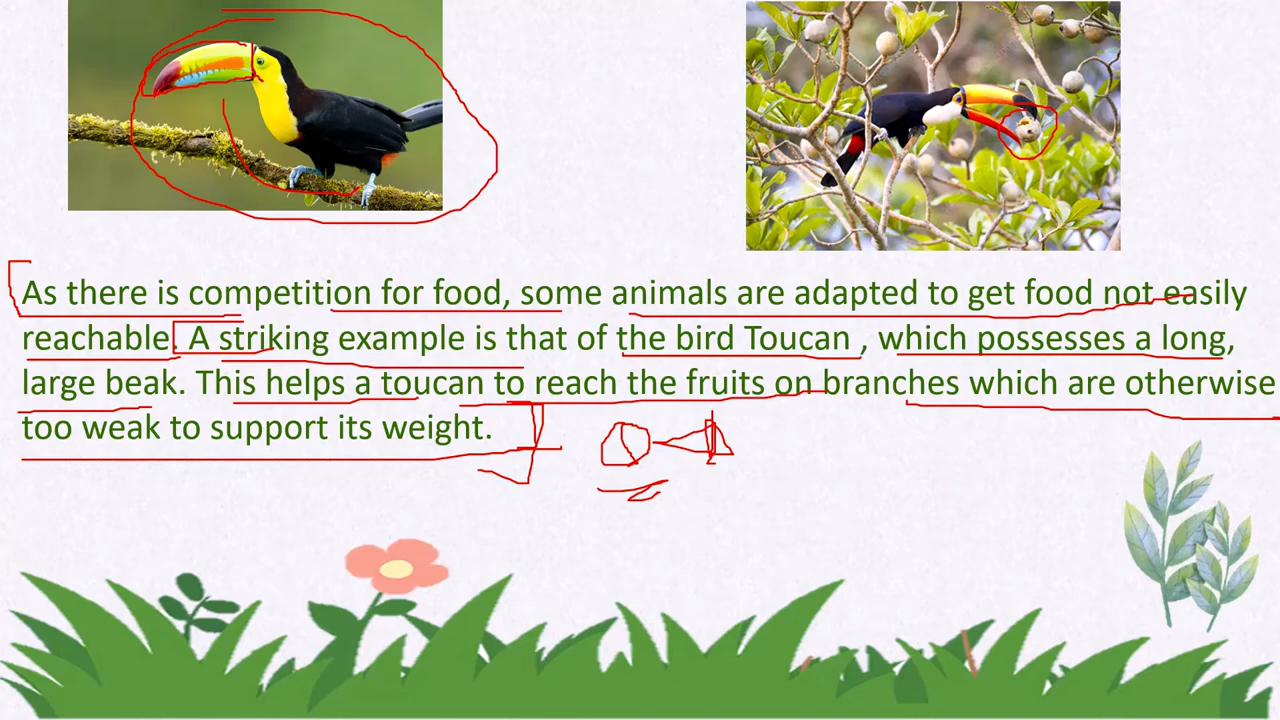 As there is competition for food, some animals are adapted to get food not easily
reachable. A striking example is that of the bird Toucan , which possesses a long,
large beak. This helps a toucan to reach the fruits on branches which are otherwise
too weak to support its weight.